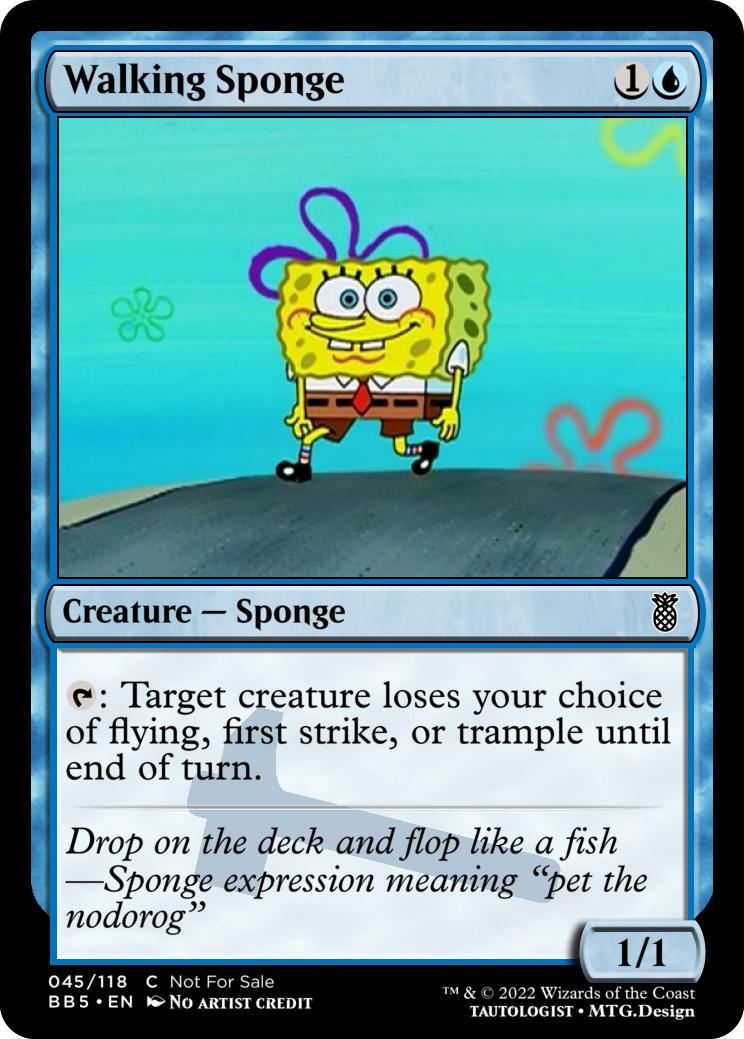 Walking Sponge 1
Creature — Sponge
: Target creature loses your choice
of flying, first strike, or trample until
end of turn.
Drop on the deck and flop like a fish
—Sponge expression meaning “pet the
nodorog”
1/1
045/118 C Not For Sale
BB5 • EN No Artist Credit
™ & © 2022 Wizards of the Coast
TAUTOLOGIST • MTG.Design